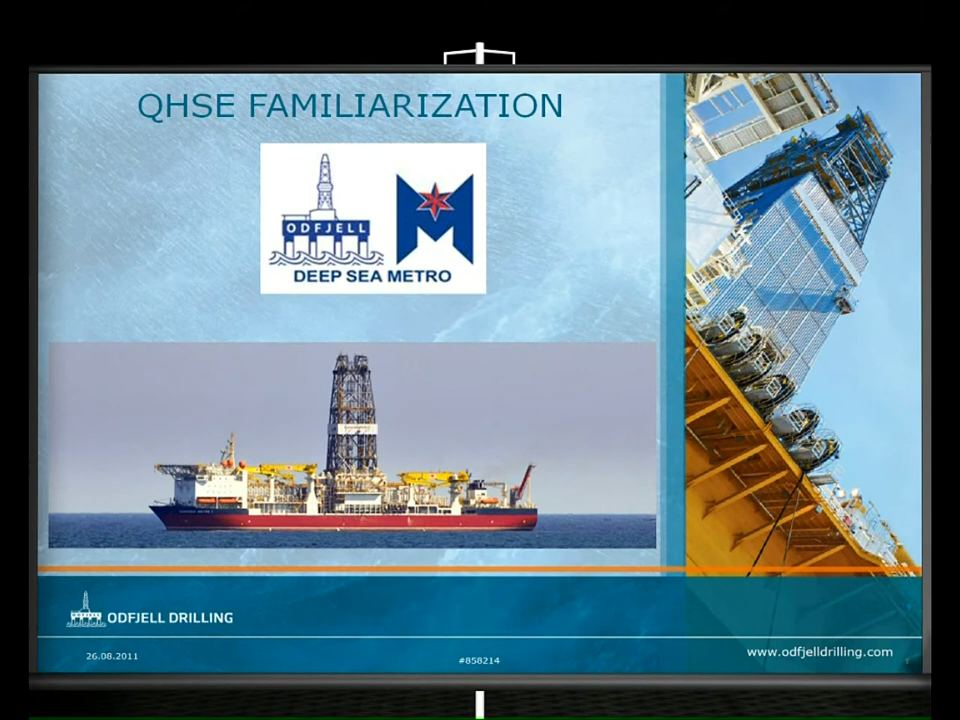 QHSE FAMILIARIZATION
ODFJELL
DEEP SEA METRO
ODFJELL DRILLING
26.08.2011
#858214
www.odfjelldrilling.com